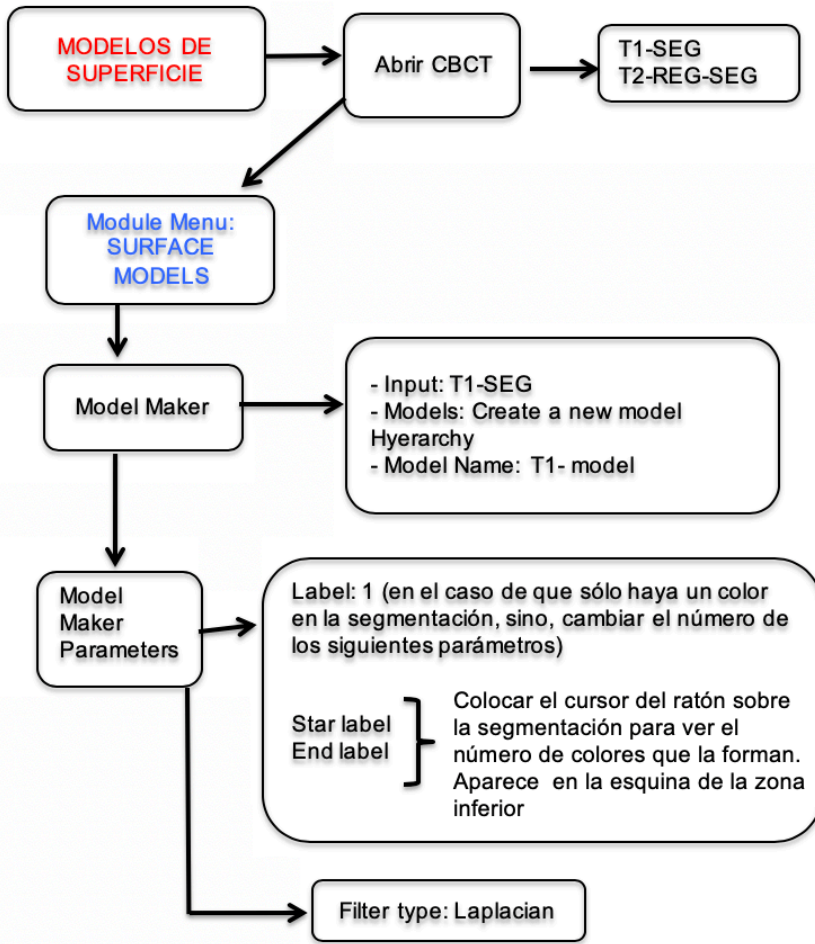 MODELOS DE
SUPERFICIE
Abrir CBCT
T1-SEG
T2-REG-SEG
Module Menu:
SURFACE
MODELS
Model Maker
- Input: T1-SEG
- Models: Create a new model
Hyerarchy
- Model Name: T1- model
Model
Maker
Parameters
Label: 1 (en el caso de que sólo haya un color
en la segmentación, sino, cambiar el número de
los siguientes parámetros)
Star label
End label
Colocar el cursor del ratón sobre
la segmentación para ver el
número de colores que la forman.
Aparece en la esquina de la zona
inferior
Filter type: Laplacian